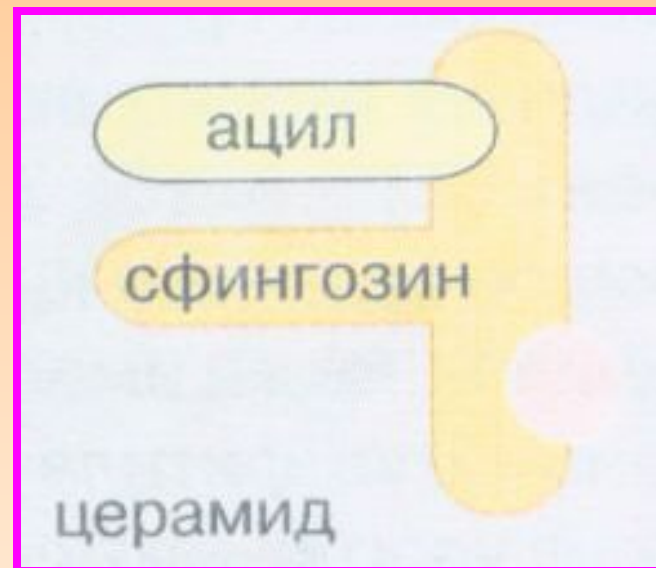 ацил
сфингозин
церамид